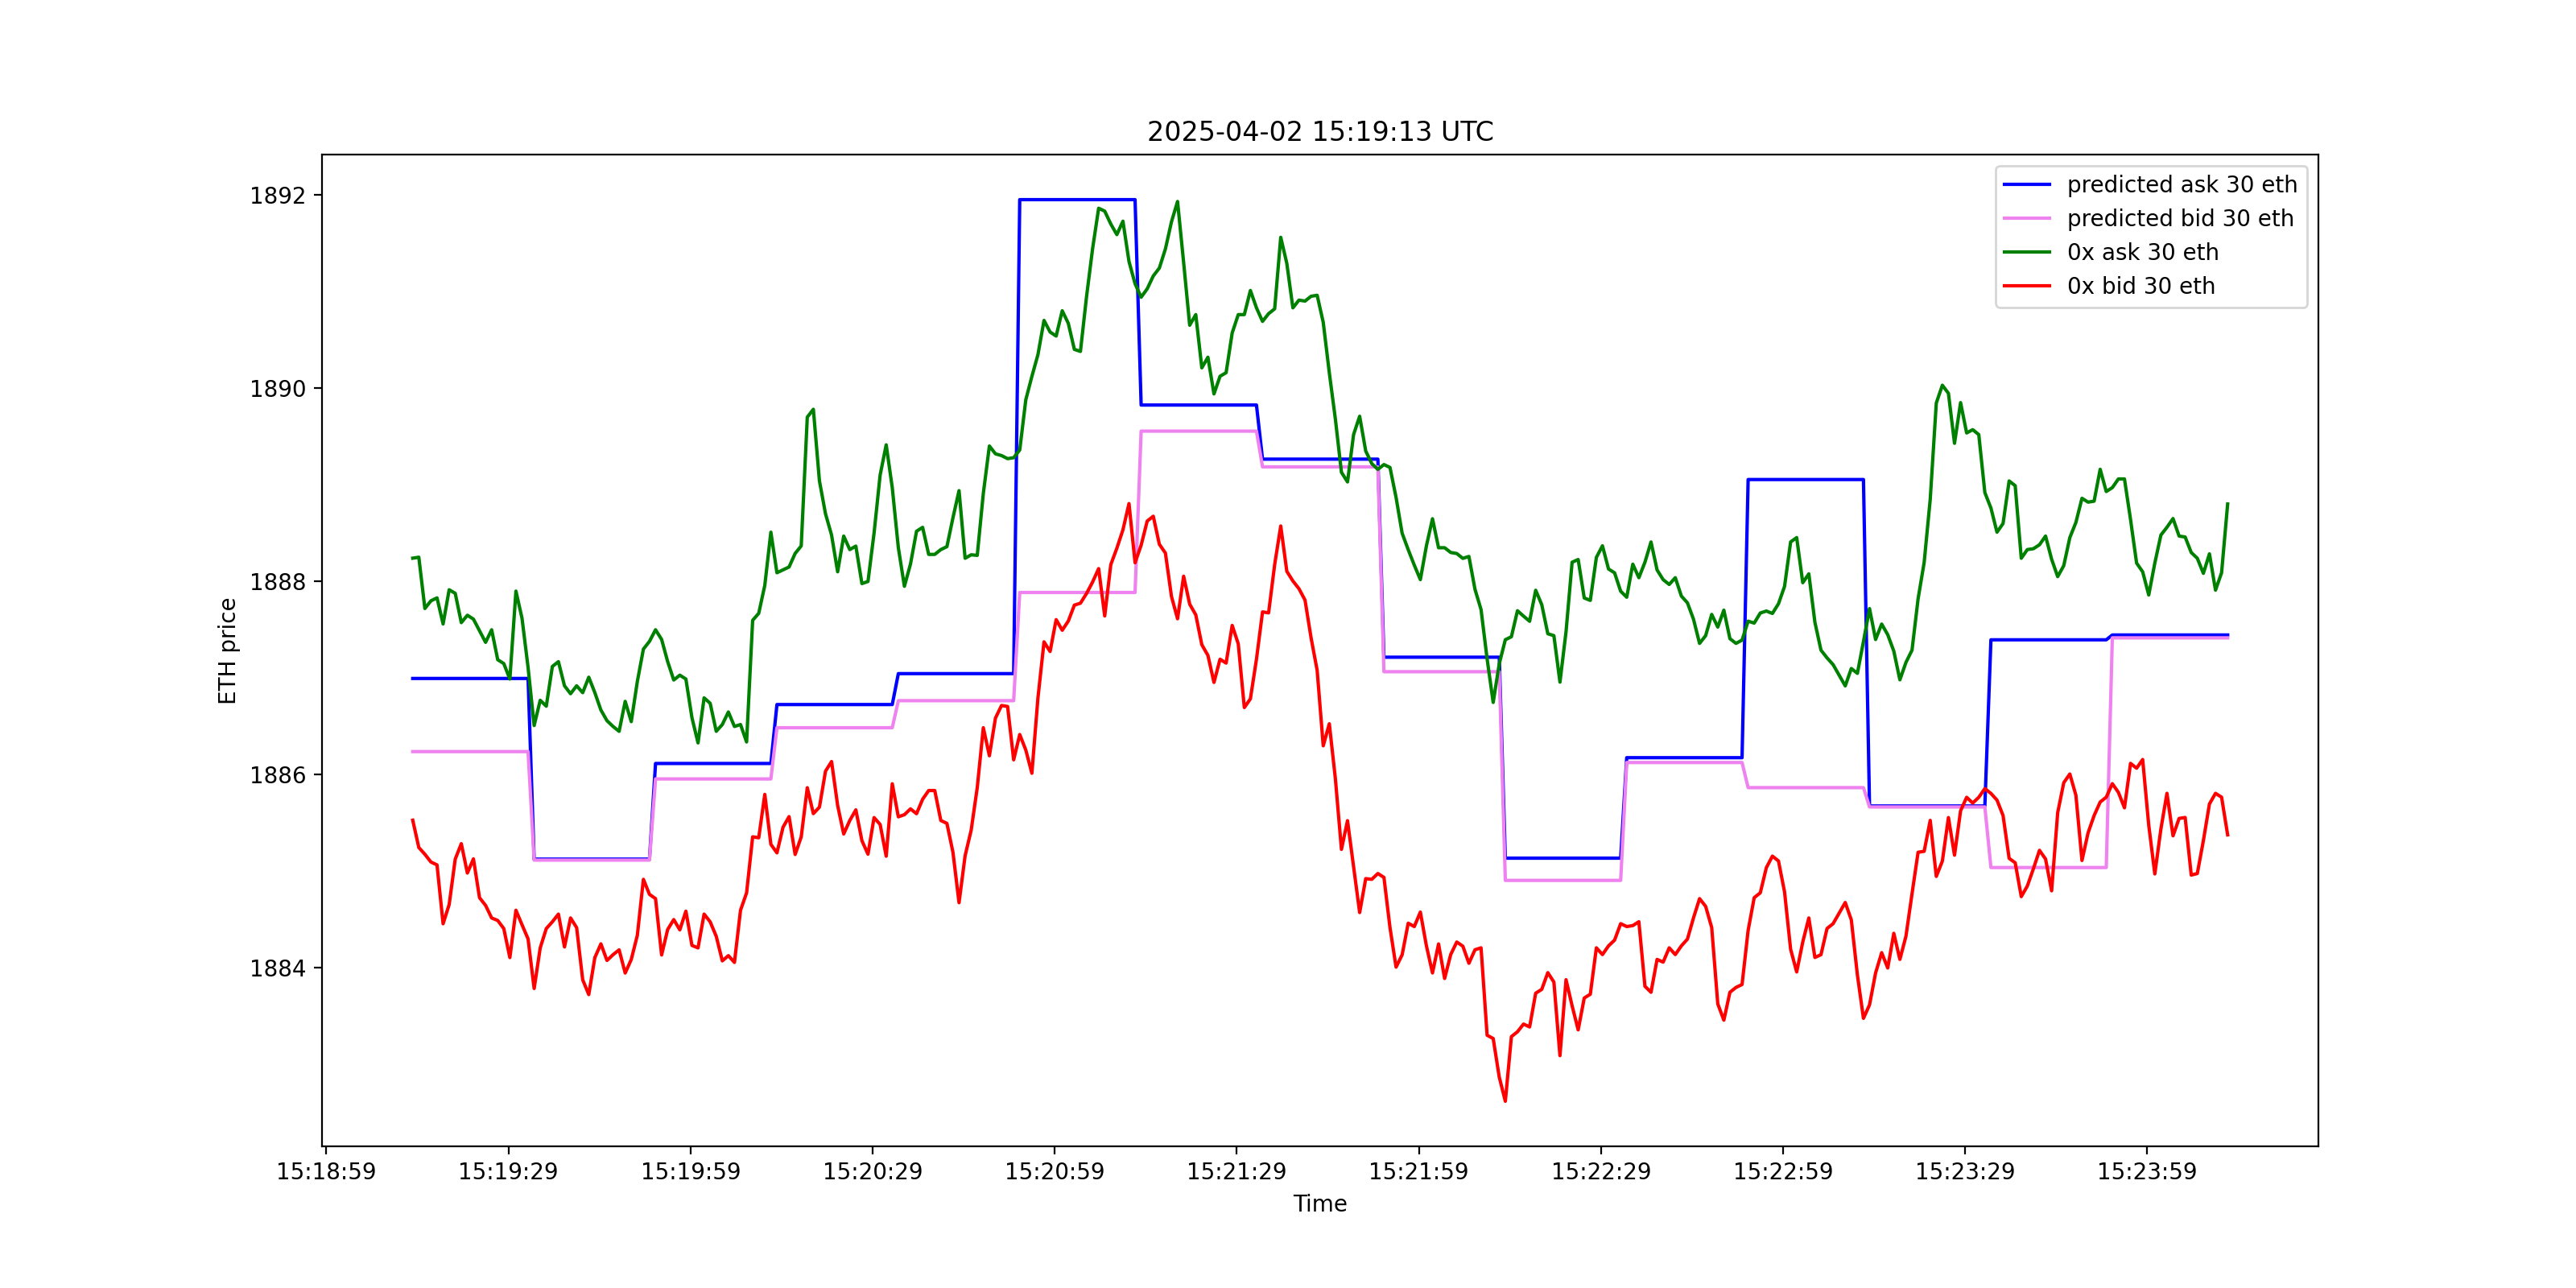 2025-04-02 15:19:13 UTC
predicted ask 30 eth
predicted bid 30 eth
0x ask 30 eth
0x bid 30 eth
1892
1890
1888
1886
1884
ETH price
15:18:59 15:19:29 15:19:59 15:20:29 15:20:59 15:21:29 15:21:59 15:22:29 15:22:59 15:23:29 15:23:59
Time